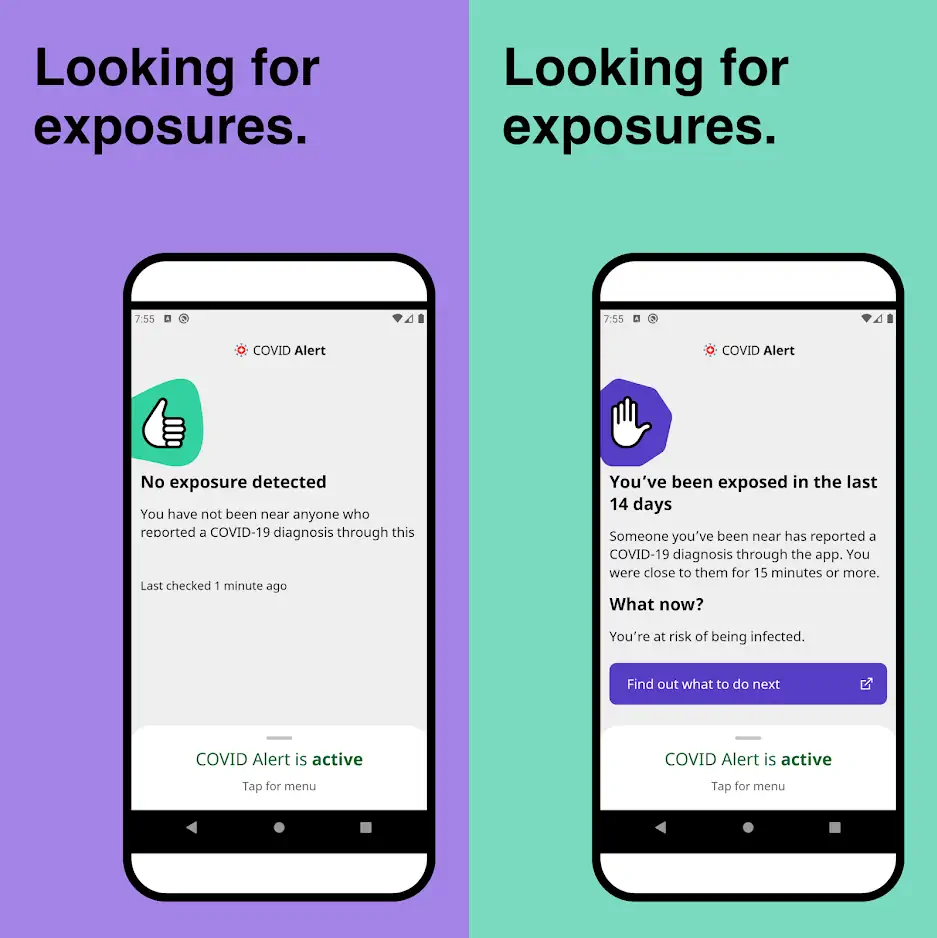 Looking for
exposures.
7:55
COVID Alert
No exposure detected
You have not been near anyone who
reported a COVID-19 diagnosis through this
Last checked 1 minute ago
COVID Alert is active
Tap for menu
Looking for
exposures.
7:55
COVID Alert
You’ve been exposed in the last
14 days
Someone you’ve been near has reported a
COVID-19 diagnosis through the app. You
were close to them for 15 minutes or more.
What now?
You’re at risk of being infected.
Find out what to do next
COVID Alert is active
Tap for menu